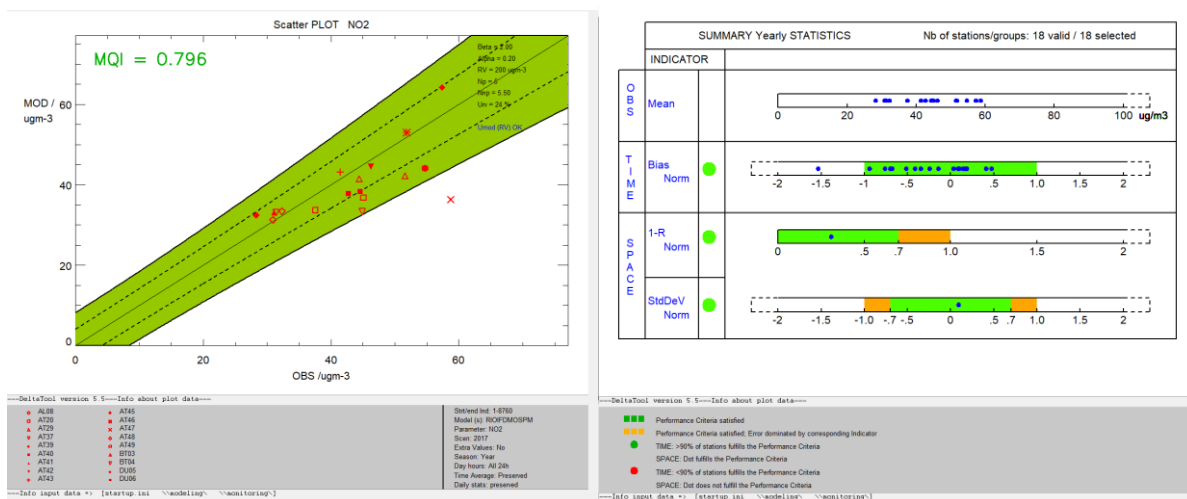 Scatter PLOT NO2
MQI = 0.796
Beta = 2.00
Alpha = 0.20
RV = 200 ugm-3
Np = 5
Nnp = 5.50
Urv = 24 %
Umod (RV) OK
MOD /
ugm-3
60
40
20
0
0 20 40 60
OBS /ugm-3
---DeltaTool version 5.5---Info about plot data---
AL08 AT45
AT20 AT46
AT29 AT47
AT37 AT48
AT39 AT49
AT40 BT03
AT41 BT04
AT42 DU05
AT43 DU06
Strt/end Ind: 1-8760
Model (s): RIOIFDMOSPM
Parameter: NO2
Scen: 2017
Extra Values: No
Season: Year
Day hours: All 24h
Time Average: Preserved
Daily stats: preserved
---Info input data => [startup.ini \\modeling\ \\monitoring\]
SUMMARY Yearly STATISTICS Nb of stations/groups: 18 valid / 18 selected
INDICATOR
OBS
Mean
0 20 40 60 80 100 ug/m3
TIME
Bias
Norm
-2 -1.5 -1 -.5 0 .5 1 1.5 2
SPACE
1-R
Norm
0 .5 .7 1.0 1.5 2
StdDeV
Norm
-2 -1.5 -1.0 -.7 -.5 0 .5 .7 1.0 1.5 2
---DeltaTool version 5.5---Info about plot data---
Performance Criteria satisfied
Performance Criteria satisfied; Error dominated by corresponding Indicator
TIME: >90% of stations fulfills the Performance Criteria
SPACE: Dot fulfills the Performance Criteria
TIME: <90% of stations fulfills the Performance Criteria
SPACE: Dot does not fulfill the Performance Criteria
---Info input data => [startup.ini \\modeling\ \\monitoring\]